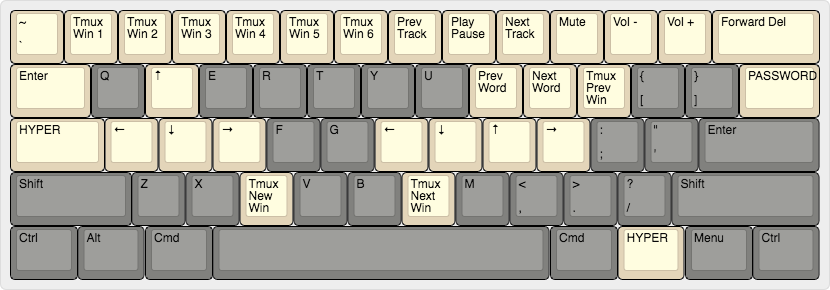 ~ Tmux Tmux Tmux Tmux Tmux Tmux Prev Play Next Mute Vol - Vol + Forward Del
` Win 1 Win 2 Win 3 Win 4 Win 5 Win 6 Track Pause Track
Enter Q ↑ E R T Y U Prev Next Tmux { } PASSWORD
Word Word Prev
Win [ ]
HYPER ← ↓ → F G ← ↓ ↑ → : " Enter
; '
Shift Z X Tmux V B Tmux M < > ? Shift
New Next
Win Win , . /
Ctrl Alt Cmd Cmd HYPER Menu Ctrl